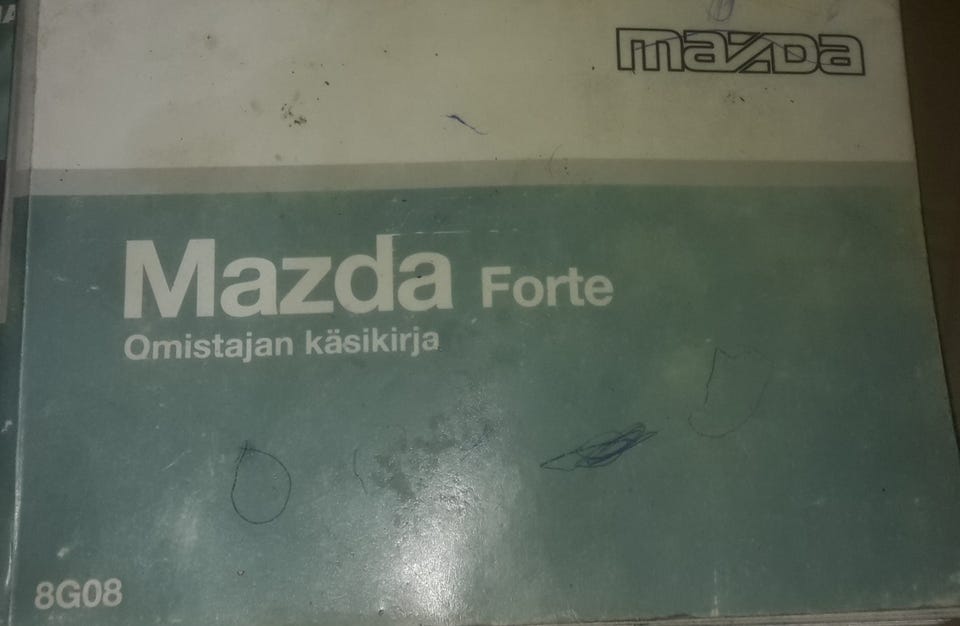 mazda
Mazda Forte
Omistajan käsikirja
8G08